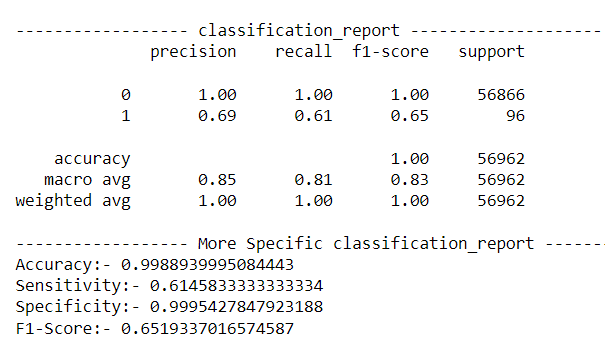 ----------------- classification_report -------------------
precision recall f1-score support
0 1.00 1.00 1.00 56866
1 0.69 0.61 0.65 96
accuracy 1.00 56962
macro avg 0.85 0.81 0.83 56962
weighted avg 1.00 1.00 1.00 56962
----------------- More Specific classification_report ------
Accuracy:- 0.9988939995084443
Sensitivity:- 0.6145833333333334
Specificity:- 0.9995427847923188
F1-Score:- 0.6519337016574587